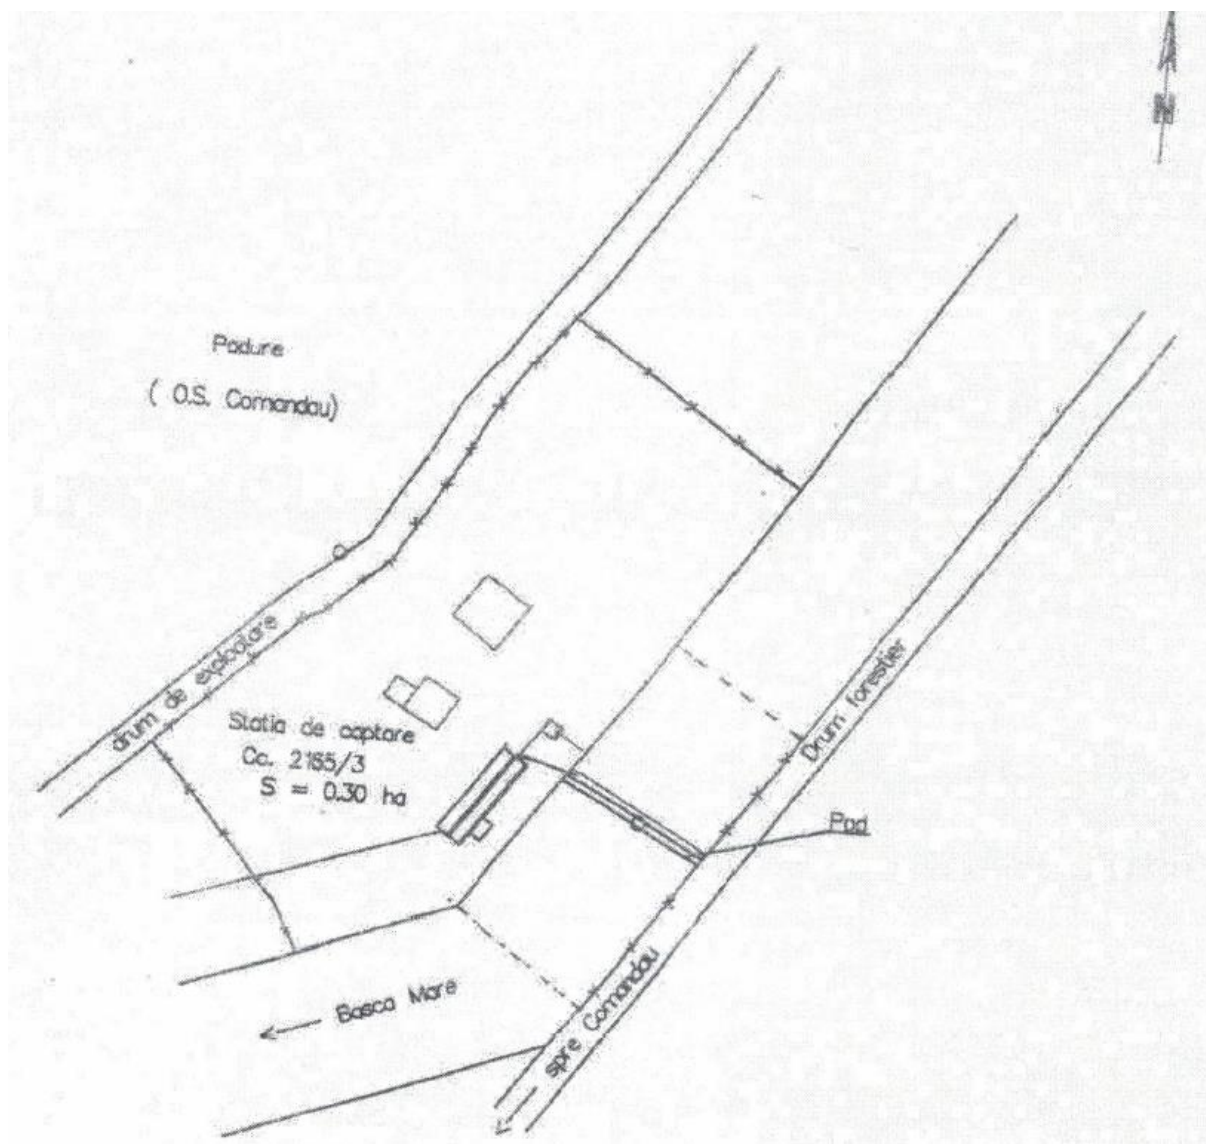 N
Padure
( O.S. Comandau)
drum de exploatare
Statia de captare
Cc. 2165/3
S = 0.30 ha
Drum forestier
Pod
Basca Mare
spre Comandau